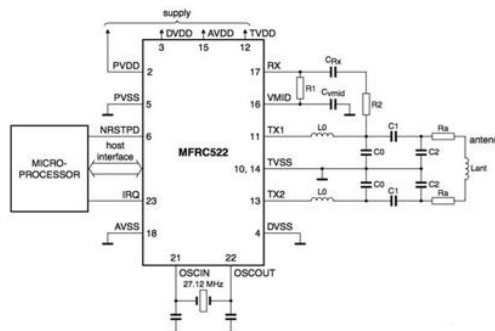 supply
DVDD AVDD TVDD
3 15 12
PVDD 2
17 RX
CRx
R1
PVSS 5
16 VMID
Cvmid
R2
NRSTPD 6
11 TX1
L0
C1
Ra
MICRO-
PROCESSOR
host
interface
MFRC522
antenn
C0
C2
10, 14 TVSS
Lant
C0
C2
IRQ 23
13 TX2
L0
C1
Ra
AVSS 18
4 DVSS
21 22
OSCIN OSCOUT
27.12 MHz